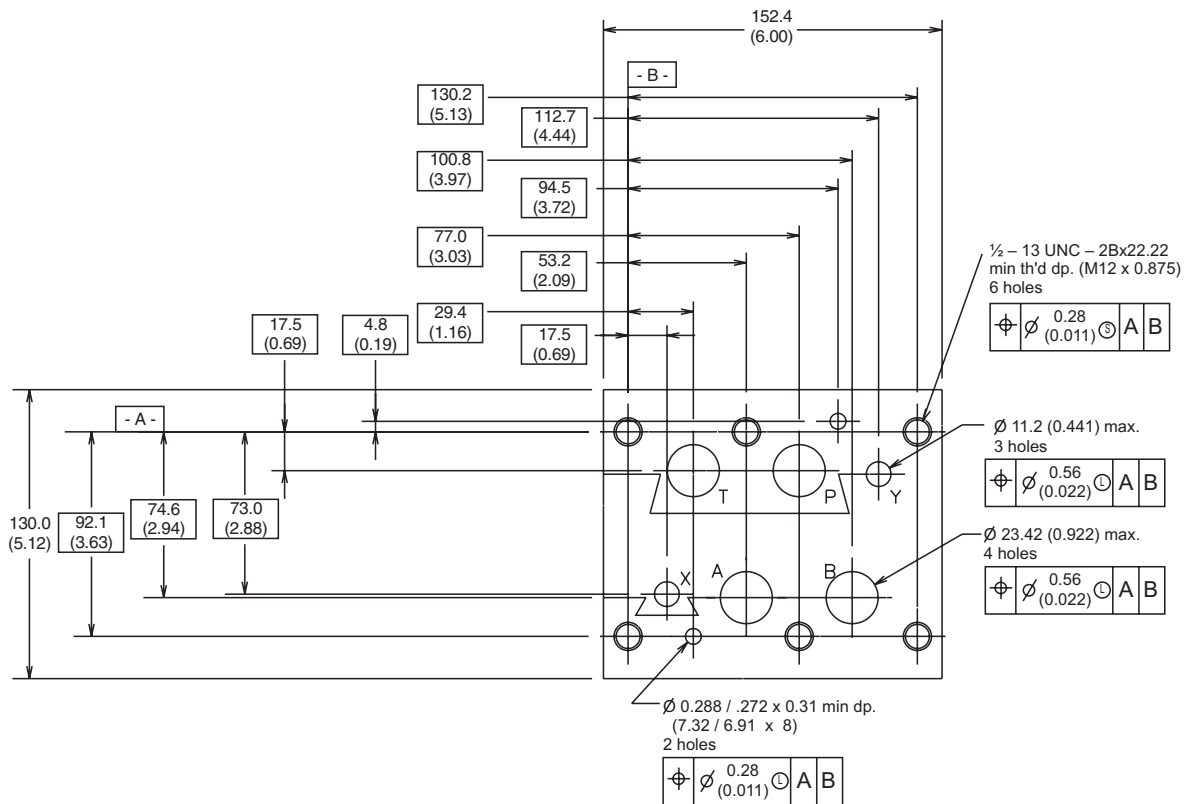 152.4
(6.00)
- B -
130.2
(5.13)
112.7
(4.44)
100.8
(3.97)
94.5
(3.72)
77.0
(3.03)
53.2
(2.09)
29.4
(1.16)
17.5
(0.69)
4.8
(0.19)
17.5
(0.69)
½ – 13 UNC – 2Bx22.22
min th'd dp. (M12 x 0.875)
6 holes
⌖ Ø 0.28 (0.011) Ⓢ A B
- A -
Ø 11.2 (0.441) max.
3 holes
⌖ Ø 0.56 (0.022) Ⓛ A B
T P Y
130.0
(5.12)
92.1
(3.63)
74.6
(2.94)
73.0
(2.88)
Ø 23.42 (0.922) max.
4 holes
⌖ Ø 0.56 (0.022) Ⓛ A B
X A B
Ø 0.288 / .272 x 0.31 min dp.
(7.32 / 6.91 x 8)
2 holes
⌖ Ø 0.28 (0.011) Ⓛ A B